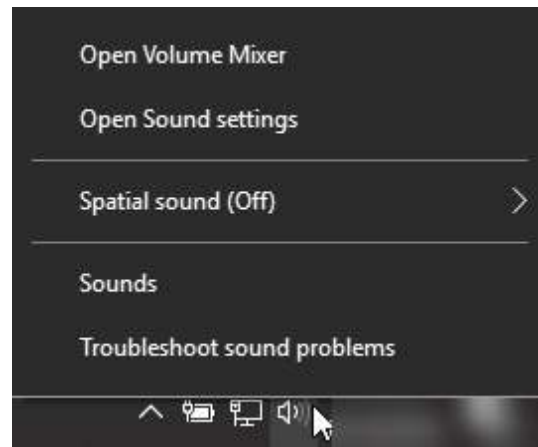 Open Volume Mixer
Open Sound settings
Spatial sound (Off)
Sounds
Troubleshoot sound problems